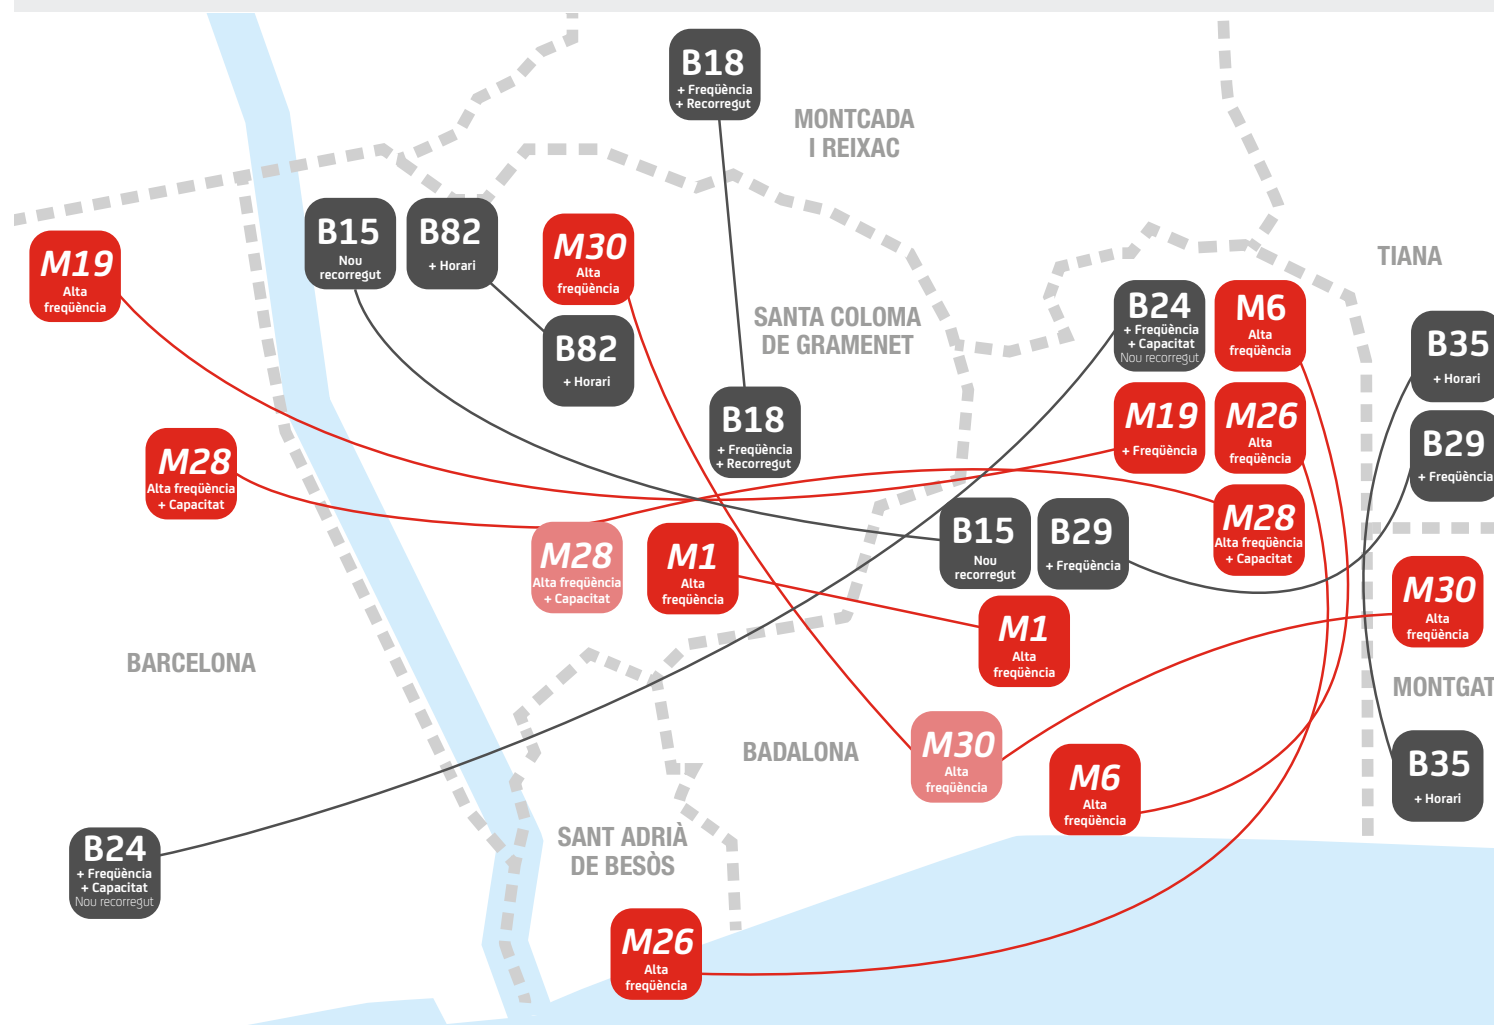 B18
+ Freqüència
+ Recorregut
MONTCADA
I REIXAC
B15
Nou
recorregut
B82
+ Horari
M30
Alta
freqüència
M19
Alta
freqüència
TIANA
B82
+ Horari
SANTA COLOMA
DE GRAMENET
B24
+ Freqüència
+ Capacitat
Nou recorregut
M6
Alta
freqüència
B35
+ Horari
B18
+ Freqüència
+ Recorregut
M19
+ Freqüència
M26
Alta
freqüència
B29
+ Freqüència
M28
Alta freqüència
+ Capacitat
M28
Alta freqüència
+ Capacitat
M1
Alta
freqüència
B15
Nou
recorregut
B29
+ Freqüència
M28
Alta freqüència
+ Capacitat
M30
Alta
freqüència
M1
Alta
freqüència
BARCELONA
MONTGAT
BADALONA
M30
Alta
freqüència
M6
Alta
freqüència
B35
+ Horari
B24
+ Freqüència
+ Capacitat
Nou recorregut
SANT ADRIÀ
DE BESÒS
M26
Alta
freqüència